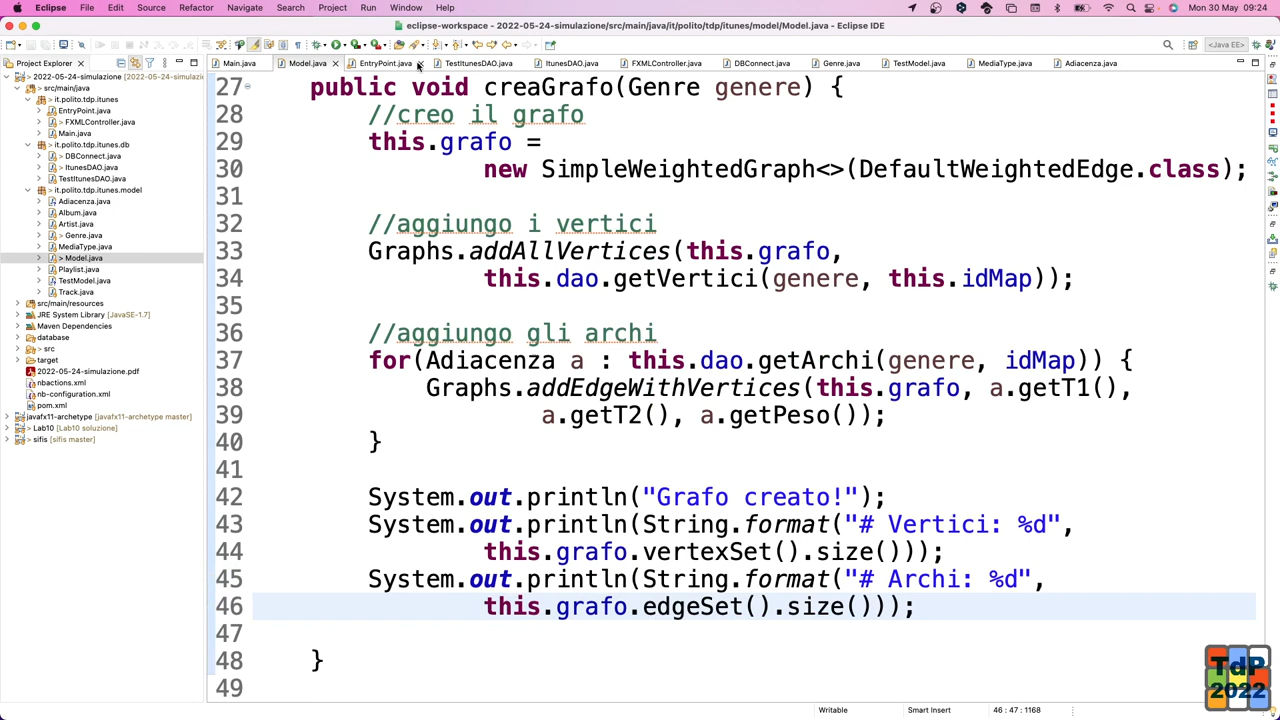 Eclipse File Edit Source Refactor Navigate Search Project Run Window Help Mon 30 May 09:24
eclipse-workspace - 2022-05-24-simulazione/src/main/java/it/polito/tdp/itunes/model/Model.java - Eclipse IDE
<Java EE>
Project Explorer
Main.java Model.java EntryPoint.java TestItunesDAO.java ItunesDAO.java FXMLController.java DBConnect.java Genre.java TestModel.java MediaType.java Adiacenza.java
> 2022-05-24-simulazione [2022-05-24-simulazi
src/main/java
> it.polito.tdp.itunes
EntryPoint.java
> FXMLController.java
Main.java
it.polito.tdp.itunes.db
DBConnect.java
ItunesDAO.java
TestItunesDAO.java
it.polito.tdp.itunes.model
Adiacenza.java
Album.java
Artist.java
> Genre.java
MediaType.java
> Model.java
Playlist.java
TestModel.java
Track.java
src/main/resources
JRE System Library [JavaSE-1.7]
Maven Dependencies
database
> src
target
2022-05-24-simulazione.pdf
nbactions.xml
nb-configuration.xml
pom.xml
javafx11-archetype [javafx11-archetype master]
> Lab10 [Lab10 soluzione]
> sifis [sifis master]
27 public void creaGrafo(Genre genere) {
28 //creo il grafo
29 this.grafo =
30 new SimpleWeightedGraph<>(DefaultWeightedEdge.class);
31
32 //aggiungo i vertici
33 Graphs.addAllVertices(this.grafo,
34 this.dao.getVertici(genere, this.idMap));
35
36 //aggiungo gli archi
37 for(Adiacenza a : this.dao.getArchi(genere, idMap)) {
38 Graphs.addEdgeWithVertices(this.grafo, a.getT1(),
39 a.getT2(), a.getPeso());
40 }
41
42 System.out.println("Grafo creato!");
43 System.out.println(String.format("# Vertici: %d",
44 this.grafo.vertexSet().size()));
45 System.out.println(String.format("# Archi: %d",
46 this.grafo.edgeSet().size()));
47
48 }
49
Writable Smart Insert 46 : 47 : 1168
TdP
2022